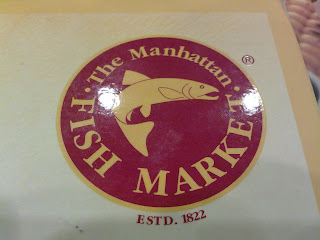 · The Manhattan ·
FISH MARKET
®
ESTD. 1822